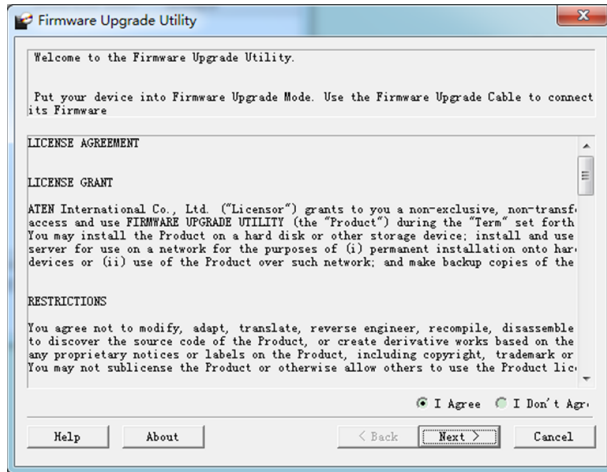 Firmware Upgrade Utility
Welcome to the Firmware Upgrade Utility.
Put your device into Firmware Upgrade Mode. Use the Firmware Upgrade Cable to connect
its Firmware
LICENSE AGREEMENT
LICENSE GRANT
ATEN International Co., Ltd. ("Licensor") grants to you a non-exclusive, non-transf
access and use FIRMWARE UPGRADE UTILITY (the "Product") during the "Term" set forth
You may install the Product on a hard disk or other storage device; install and use
server for use on a network for the purposes of (i) permanent installation onto har
devices or (ii) use of the Product over such network; and make backup copies of the
RESTRICTIONS
You agree not to modify, adapt, translate, reverse engineer, recompile, disassemble
to discover the source code of the Product, or create derivative works based on the
any proprietary notices or labels on the Product, including copyright, trademark or
You may not sublicense the Product or otherwise allow others to use the Product lic
I Agree I Don't Agr
Help About < Back Next > Cancel